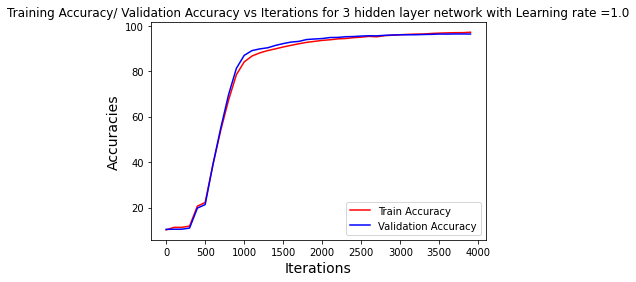 Training Accuracy/ Validation Accuracy vs Iterations for 3 hidden layer network with Learning rate =1.0
100
80
60
40
20
Accuracies
0 500 1000 1500 2000 2500 3000 3500 4000
Iterations
Train Accuracy
Validation Accuracy